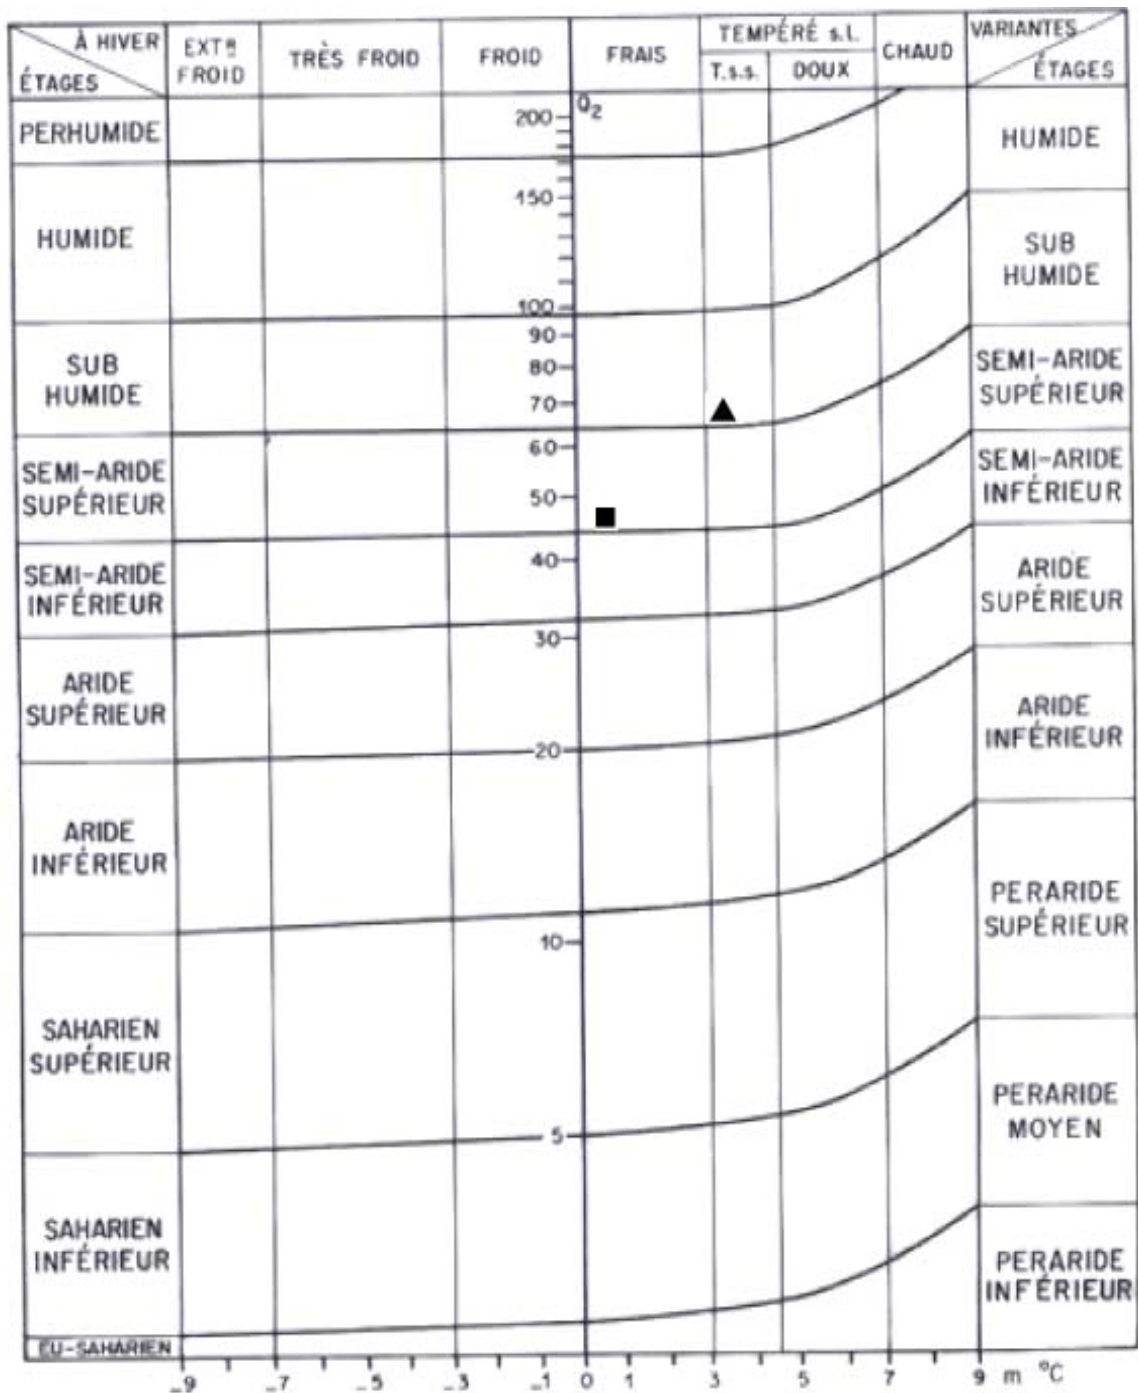 À HIVER
ÉTAGES
EXTᵗ
FROID
TRÈS FROID
FROID
FRAIS
TEMPÉRÉ s.l.
T.s.s.
DOUX
CHAUD
VARIANTES
ÉTAGES
PERHUMIDE
HUMIDE
SUB
HUMIDE
SEMI-ARIDE
SUPÉRIEUR
SEMI-ARIDE
INFÉRIEUR
ARIDE
SUPÉRIEUR
ARIDE
INFÉRIEUR
SAHARIEN
SUPÉRIEUR
SAHARIEN
INFÉRIEUR
EU-SAHARIEN
Q₂
200
150
100
90
80
70
60
50
40
30
20
10
5
HUMIDE
SUB
HUMIDE
SEMI-ARIDE
SUPÉRIEUR
SEMI-ARIDE
INFÉRIEUR
ARIDE
SUPÉRIEUR
ARIDE
INFÉRIEUR
PERARIDE
SUPÉRIEUR
PERARIDE
MOYEN
PERARIDE
INFÉRIEUR
-9 -7 -5 -3 -1 0 1 3 5 7 9 m °C